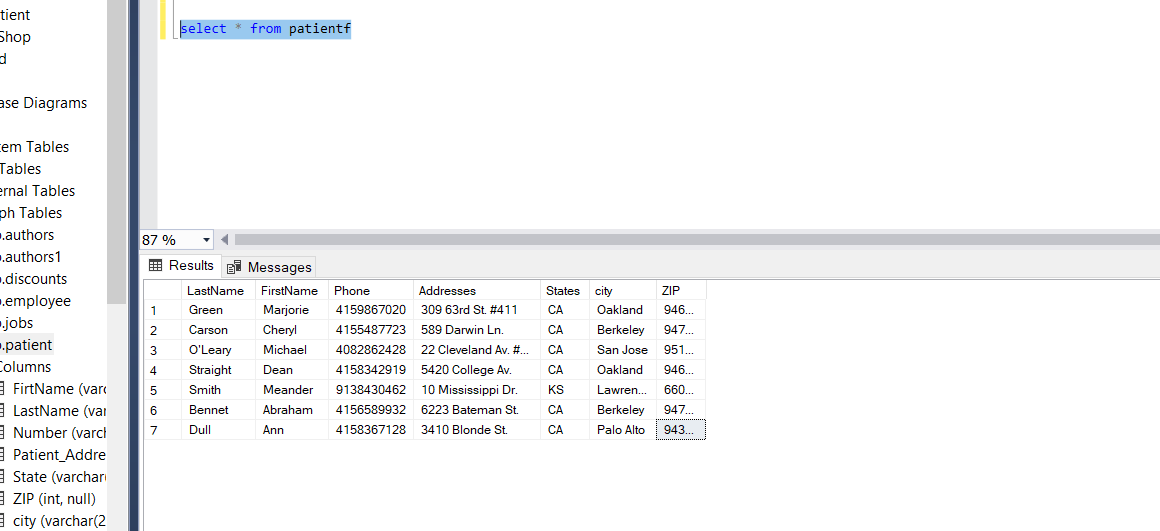 tient
Shop
d
ase Diagrams
tem Tables
Tables
ernal Tables
ph Tables
o.authors
o.authors1
o.discounts
o.employee
o.jobs
o.patient
Columns
FirtName (varc
LastName (var
Number (varch
Patient_Addre
State (varchar
ZIP (int, null)
city (varchar(2
select * from patientf
87 %
Results Messages
LastName FirstName Phone Addresses States city ZIP
1 Green Marjorie 4159867020 309 63rd St. #411 CA Oakland 946...
2 Carson Cheryl 4155487723 589 Darwin Ln. CA Berkeley 947...
3 O'Leary Michael 4082862428 22 Cleveland Av. #... CA San Jose 951...
4 Straight Dean 4158342919 5420 College Av. CA Oakland 946...
5 Smith Meander 9138430462 10 Mississippi Dr. KS Lawren... 660...
6 Bennet Abraham 4156589932 6223 Bateman St. CA Berkeley 947...
7 Dull Ann 4158367128 3410 Blonde St. CA Palo Alto 943...